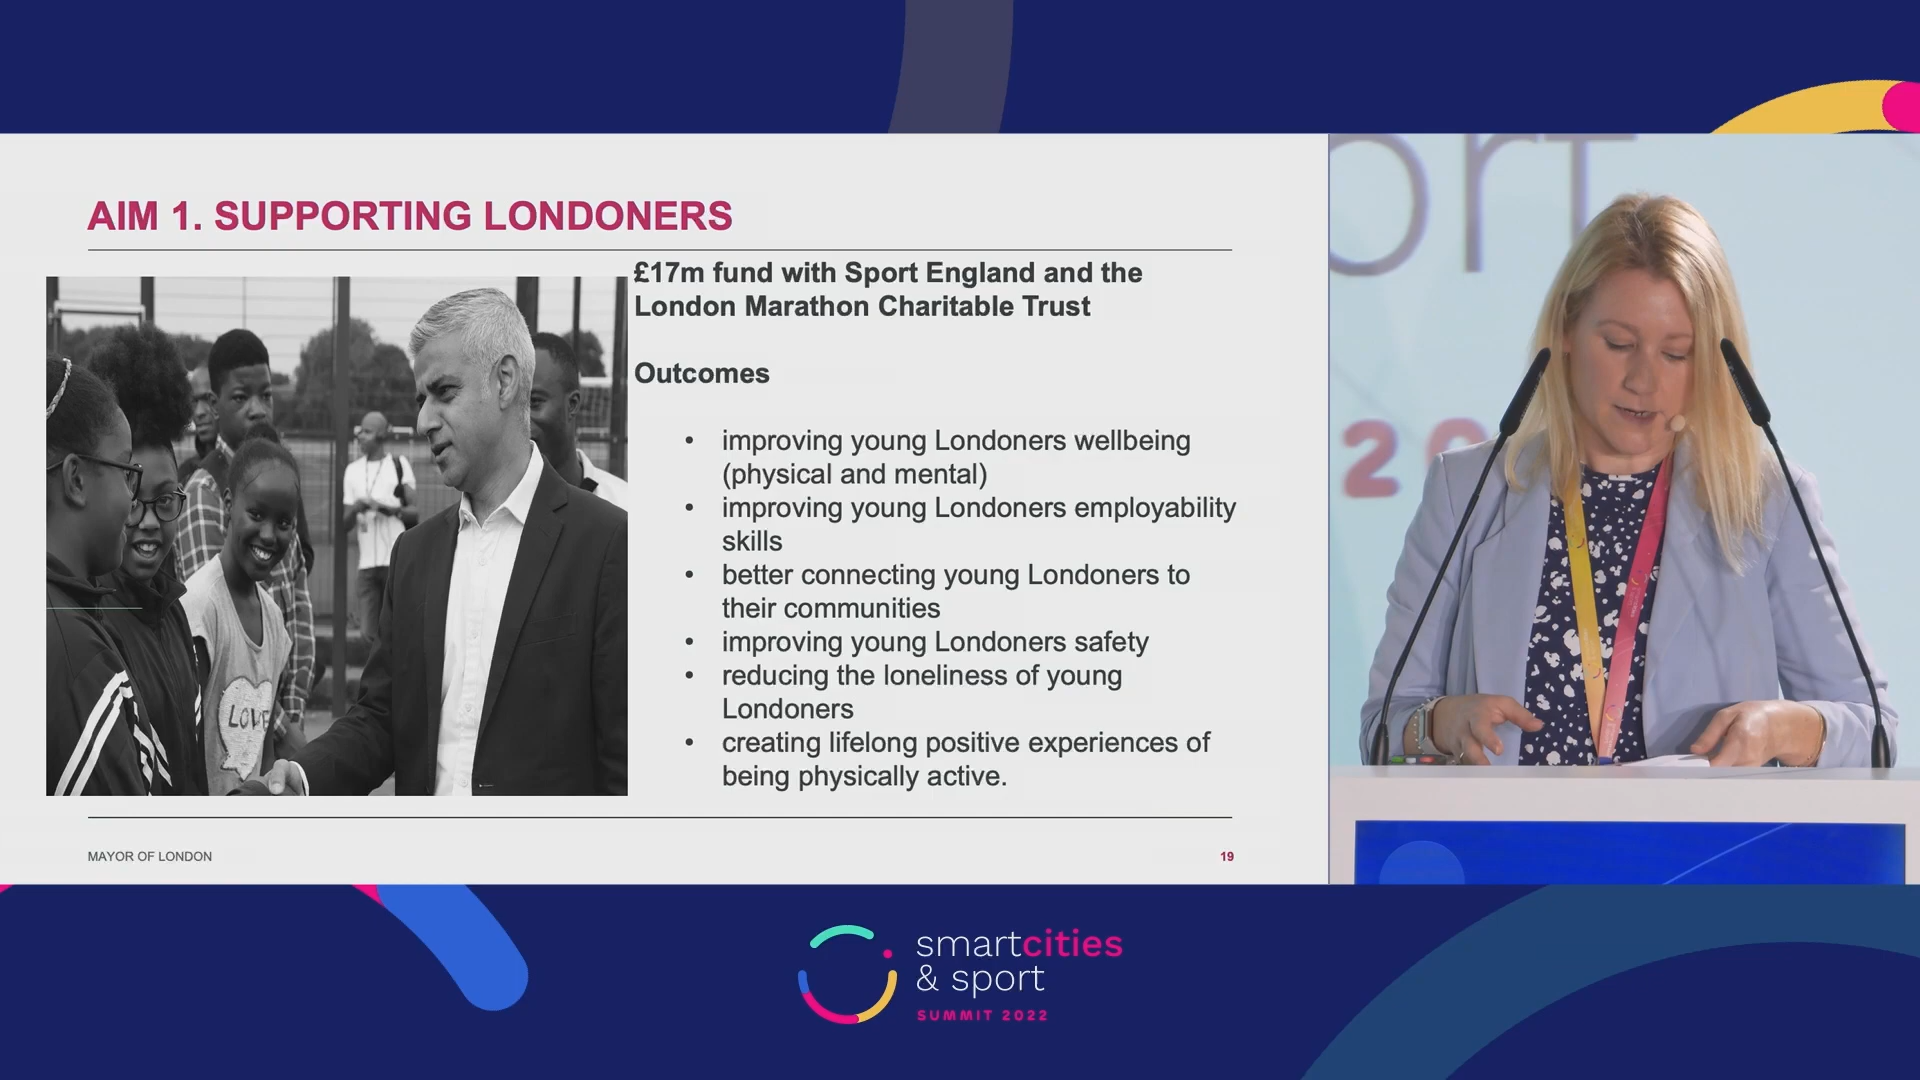 AIM 1. SUPPORTING LONDONERS
£17m fund with Sport England and the
London Marathon Charitable Trust
Outcomes
• improving young Londoners wellbeing
(physical and mental)
• improving young Londoners employability
skills
• better connecting young Londoners to
their communities
• improving young Londoners safety
• reducing the loneliness of young
Londoners
• creating lifelong positive experiences of
being physically active.
LOVE
MAYOR OF LONDON
19
ort
20
smartcities
& sport
SUMMIT 2022